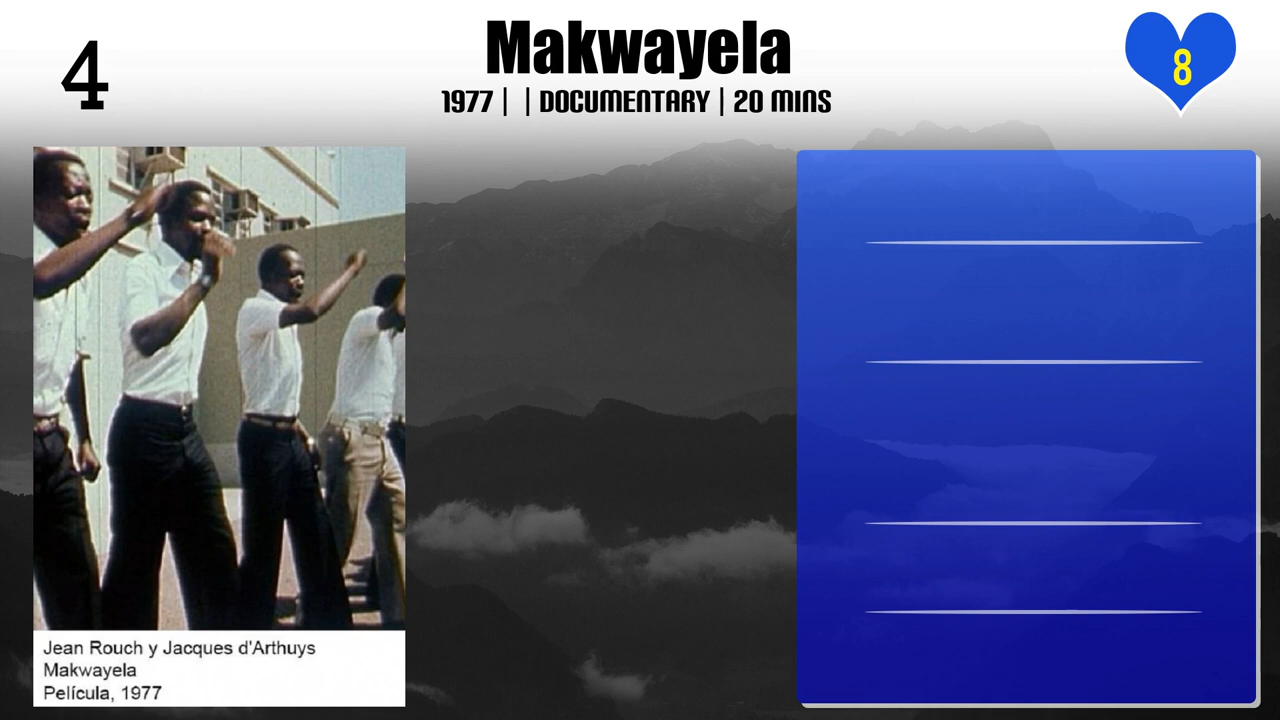 4
Makwayela
8
1977 | | DOCUMENTARY | 20 MINS
Jean Rouch y Jacques d'Arthuys
Makwayela
Película, 1977